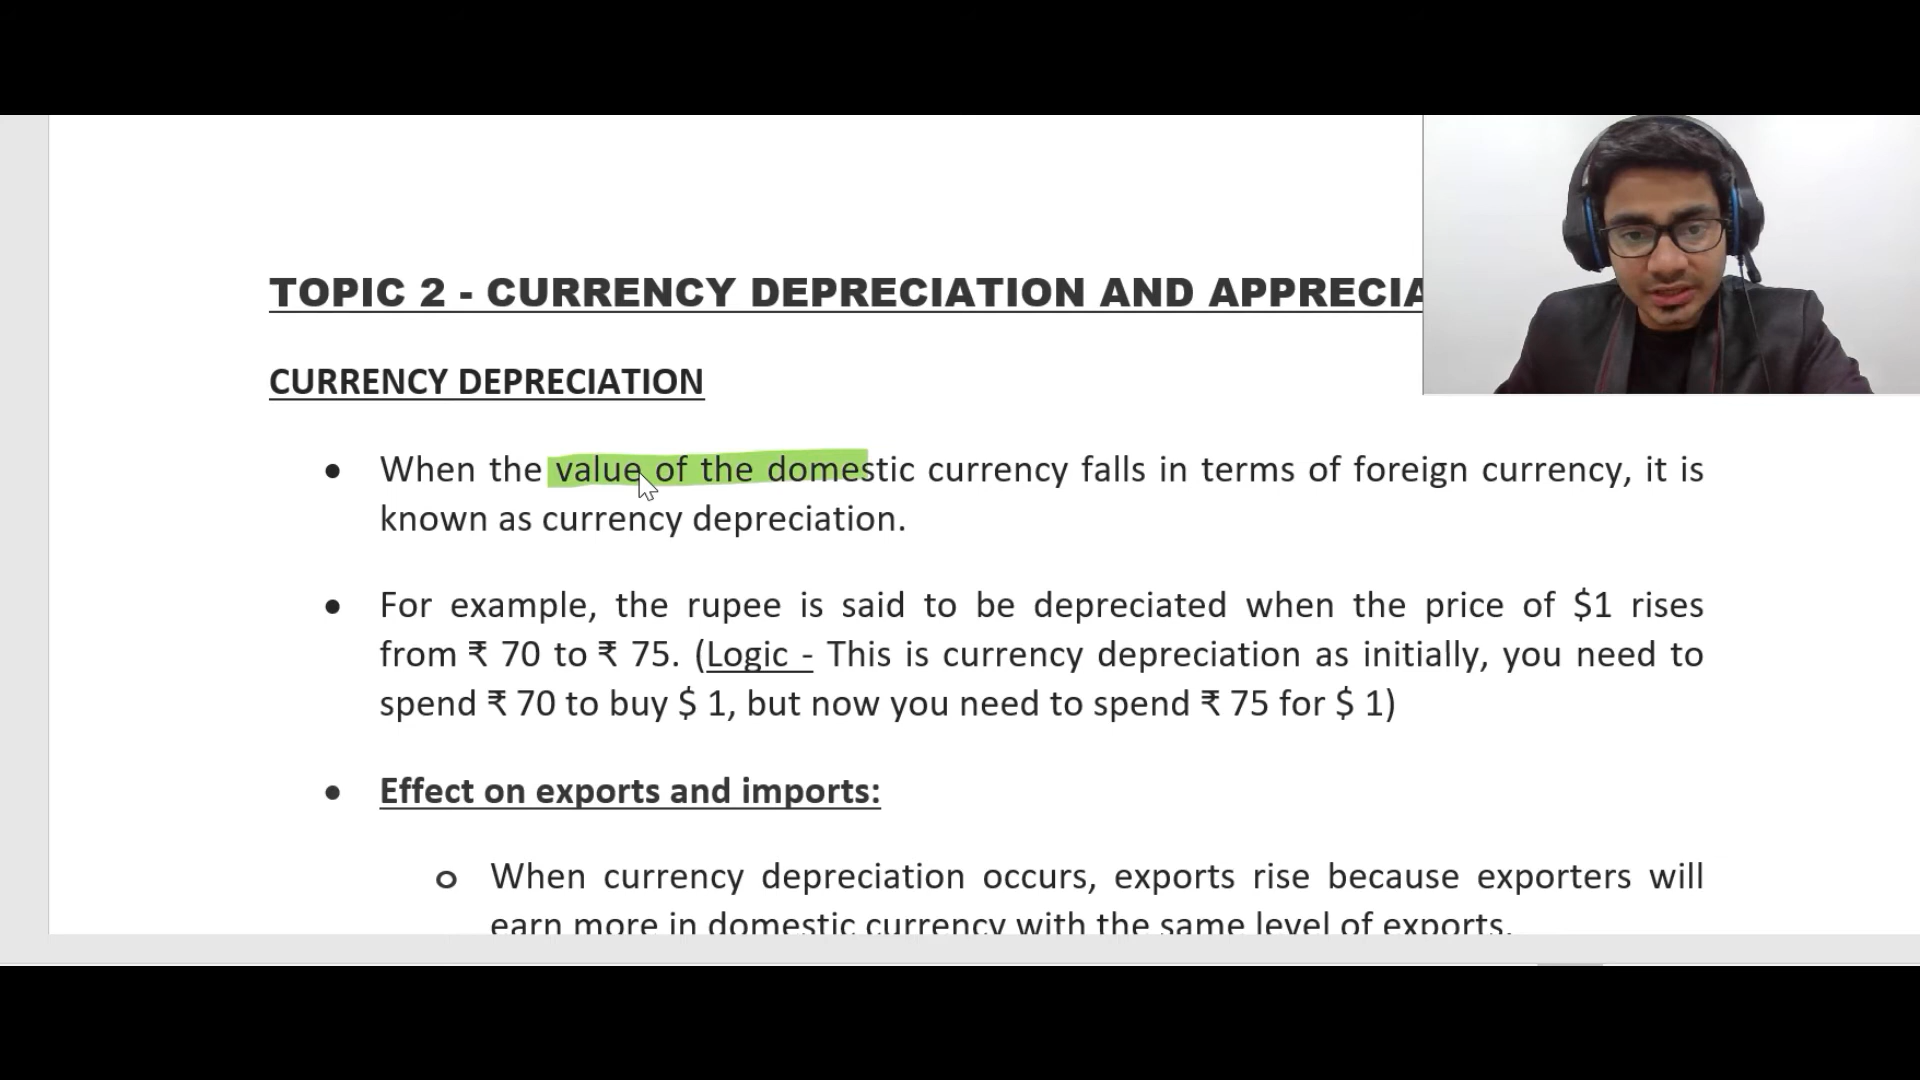 TOPIC 2 - CURRENCY DEPRECIATION AND APPRECIA
CURRENCY DEPRECIATION
● When the value of the domestic currency falls in terms of foreign currency, it is
known as currency depreciation.
● For example, the rupee is said to be depreciated when the price of $1 rises
from ₹ 70 to ₹ 75. (Logic - This is currency depreciation as initially, you need to
spend ₹ 70 to buy $ 1, but now you need to spend ₹ 75 for $ 1)
● Effect on exports and imports:
o When currency depreciation occurs, exports rise because exporters will
earn more in domestic currency with the same level of exports.